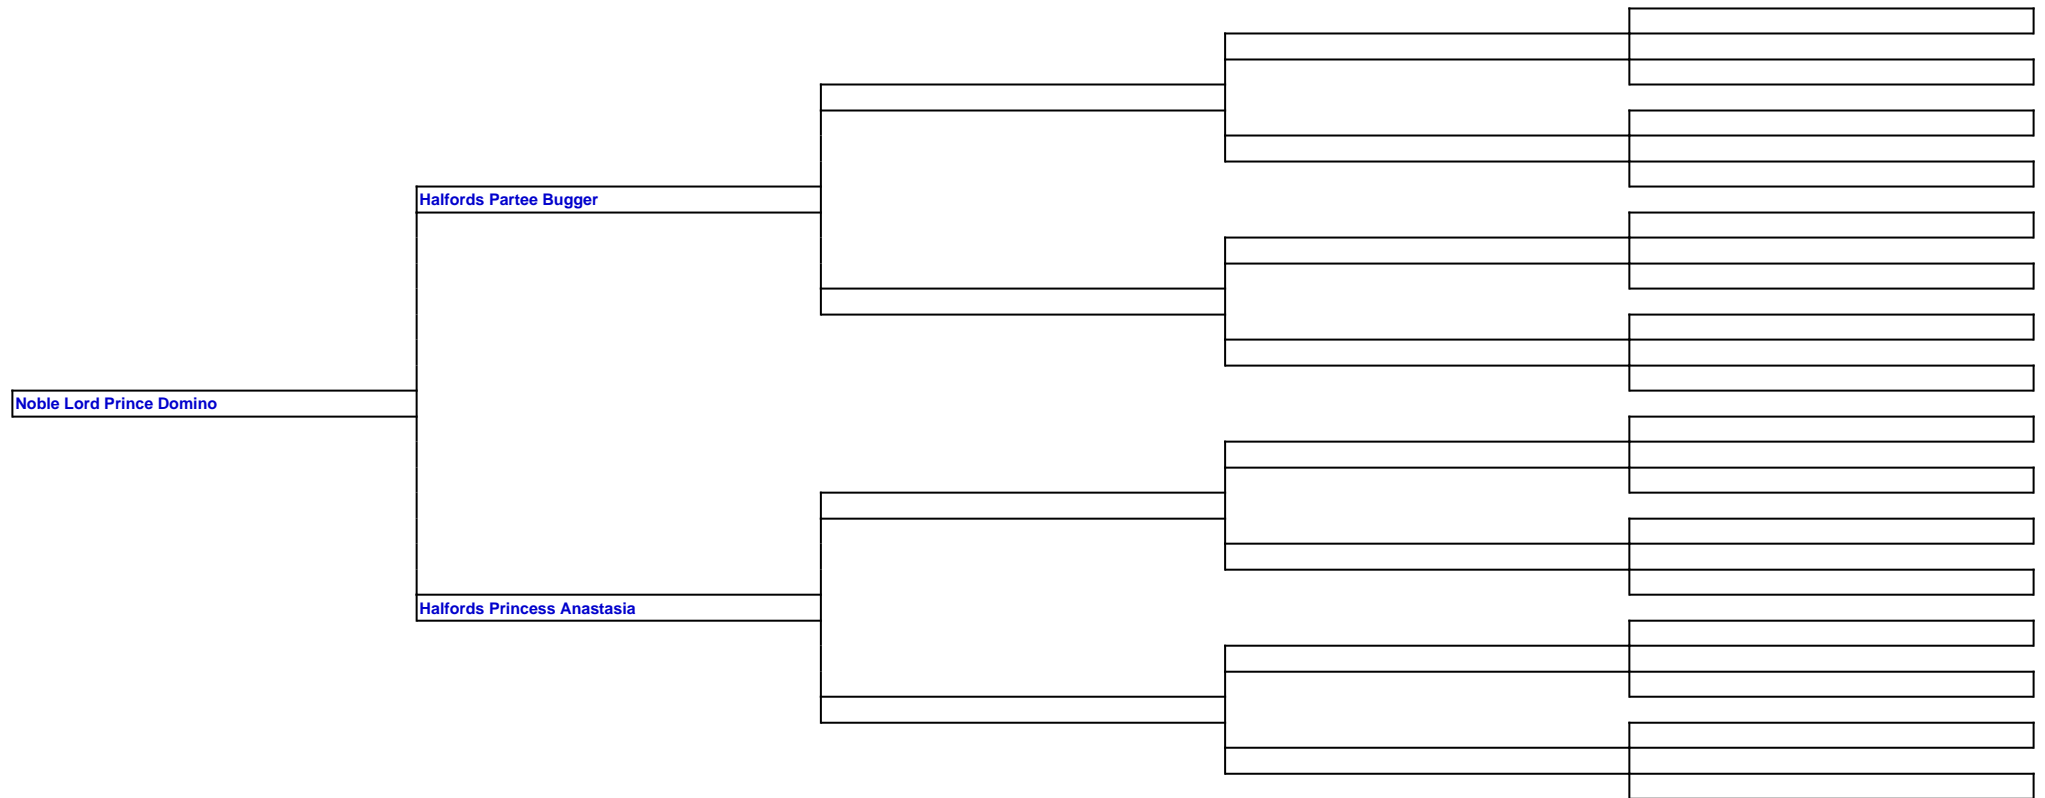 Halfords Partee Bugger
Noble Lord Prince Domino
Halfords Princess Anastasia